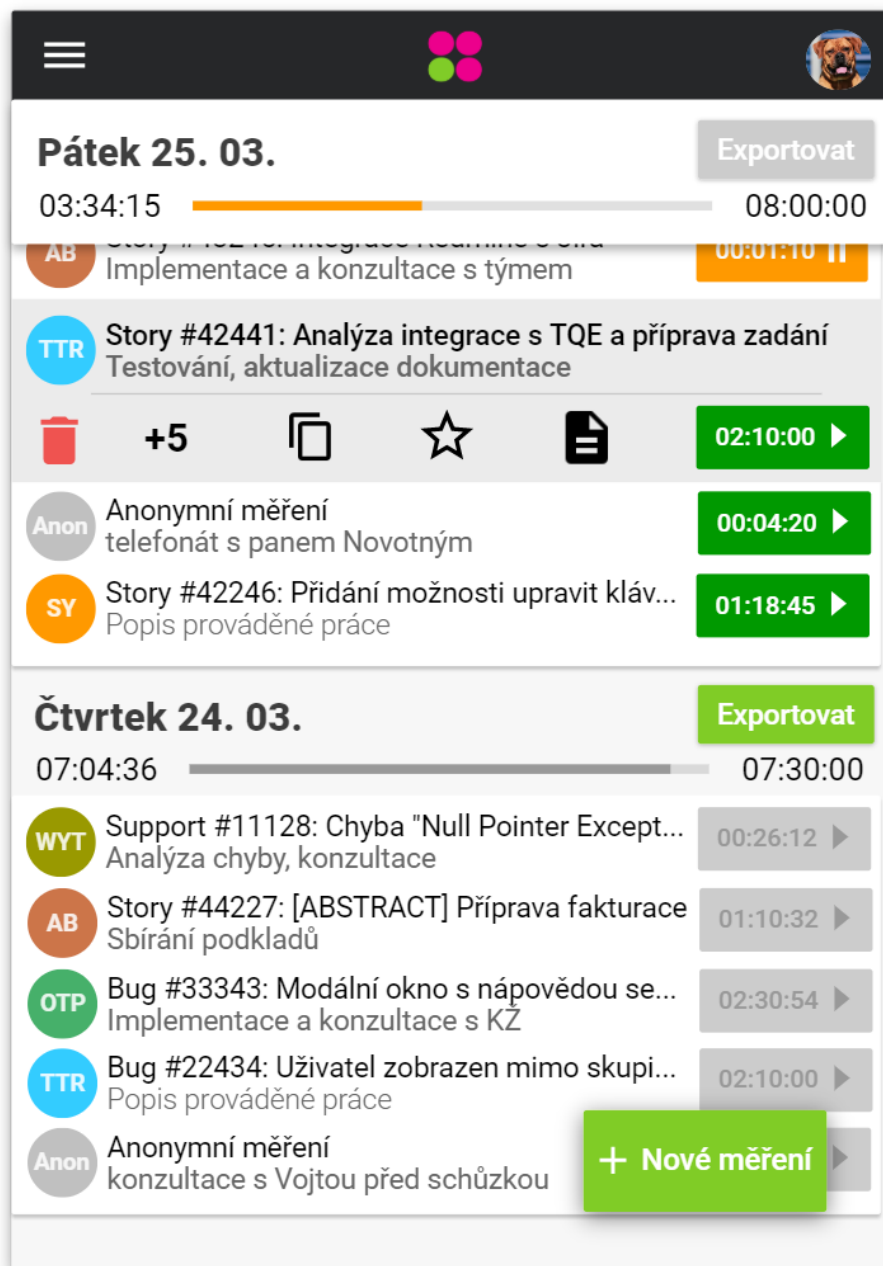 Pátek 25. 03.
Exportovat
03:34:15
08:00:00
AB
Implementace a konzultace s týmem
00:01:10
TTR
Story #42441: Analýza integrace s TQE a příprava zadání
Testování, aktualizace dokumentace
+5
02:10:00
Anon
Anonymní měření
telefonát s panem Novotným
00:04:20
SY
Story #42246: Přidání možnosti upravit kláv...
Popis prováděné práce
01:18:45
Čtvrtek 24. 03.
Exportovat
07:04:36
07:30:00
WYT
Support #11128: Chyba "Null Pointer Except...
Analýza chyby, konzultace
00:26:12
AB
Story #44227: [ABSTRACT] Příprava fakturace
Sbírání podkladů
01:10:32
OTP
Bug #33343: Modální okno s nápovědou se...
Implementace a konzultace s KŽ
02:30:54
TTR
Bug #22434: Uživatel zobrazen mimo skupi...
Popis prováděné práce
02:10:00
Anon
Anonymní měření
konzultace s Vojtou před schůzkou
+ Nové měření